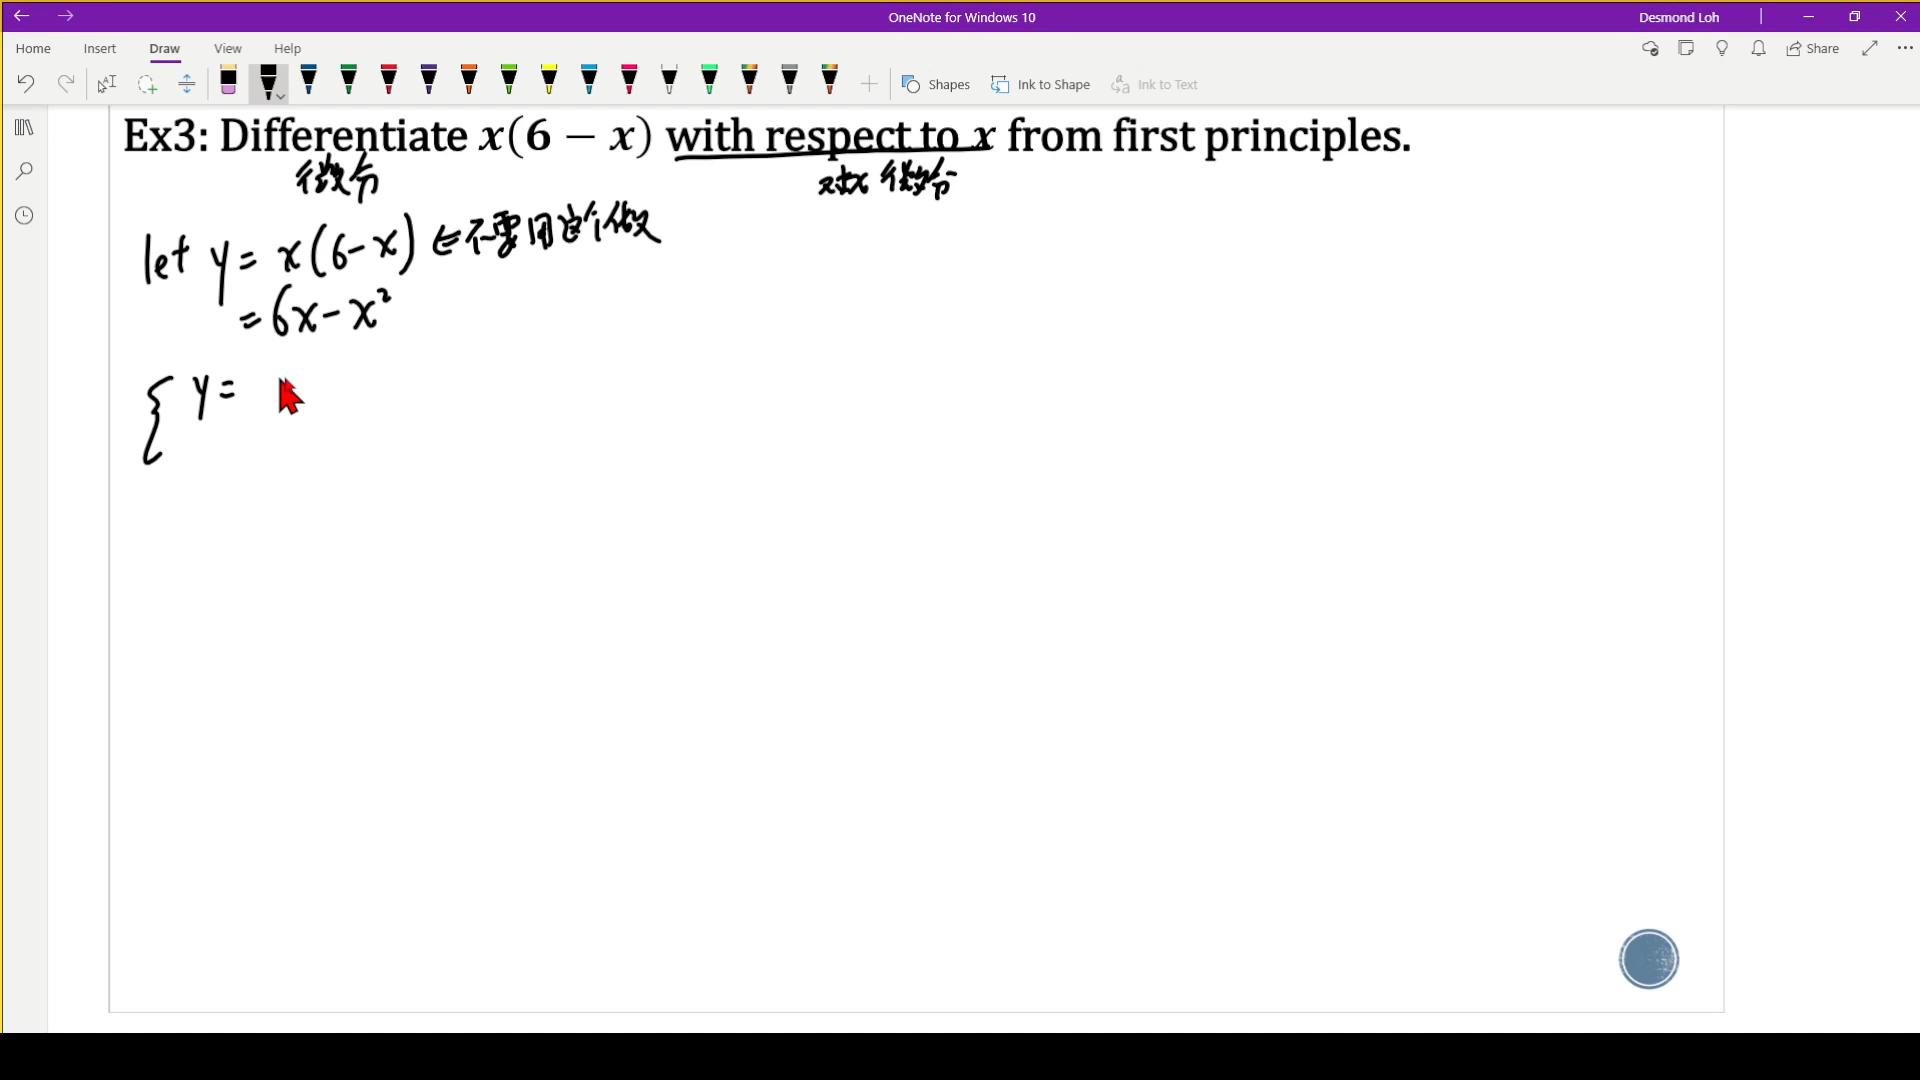 OneNote for Windows 10
Desmond Loh
Home Insert Draw View Help
Share
Shapes Ink to Shape Ink to Text
Ex3: Differentiate x(6 − x) with respect to x from first principles.
微分 对x 微分
let y = x(6-x) ← 不要用这个做
= 6x - x²
{ y =